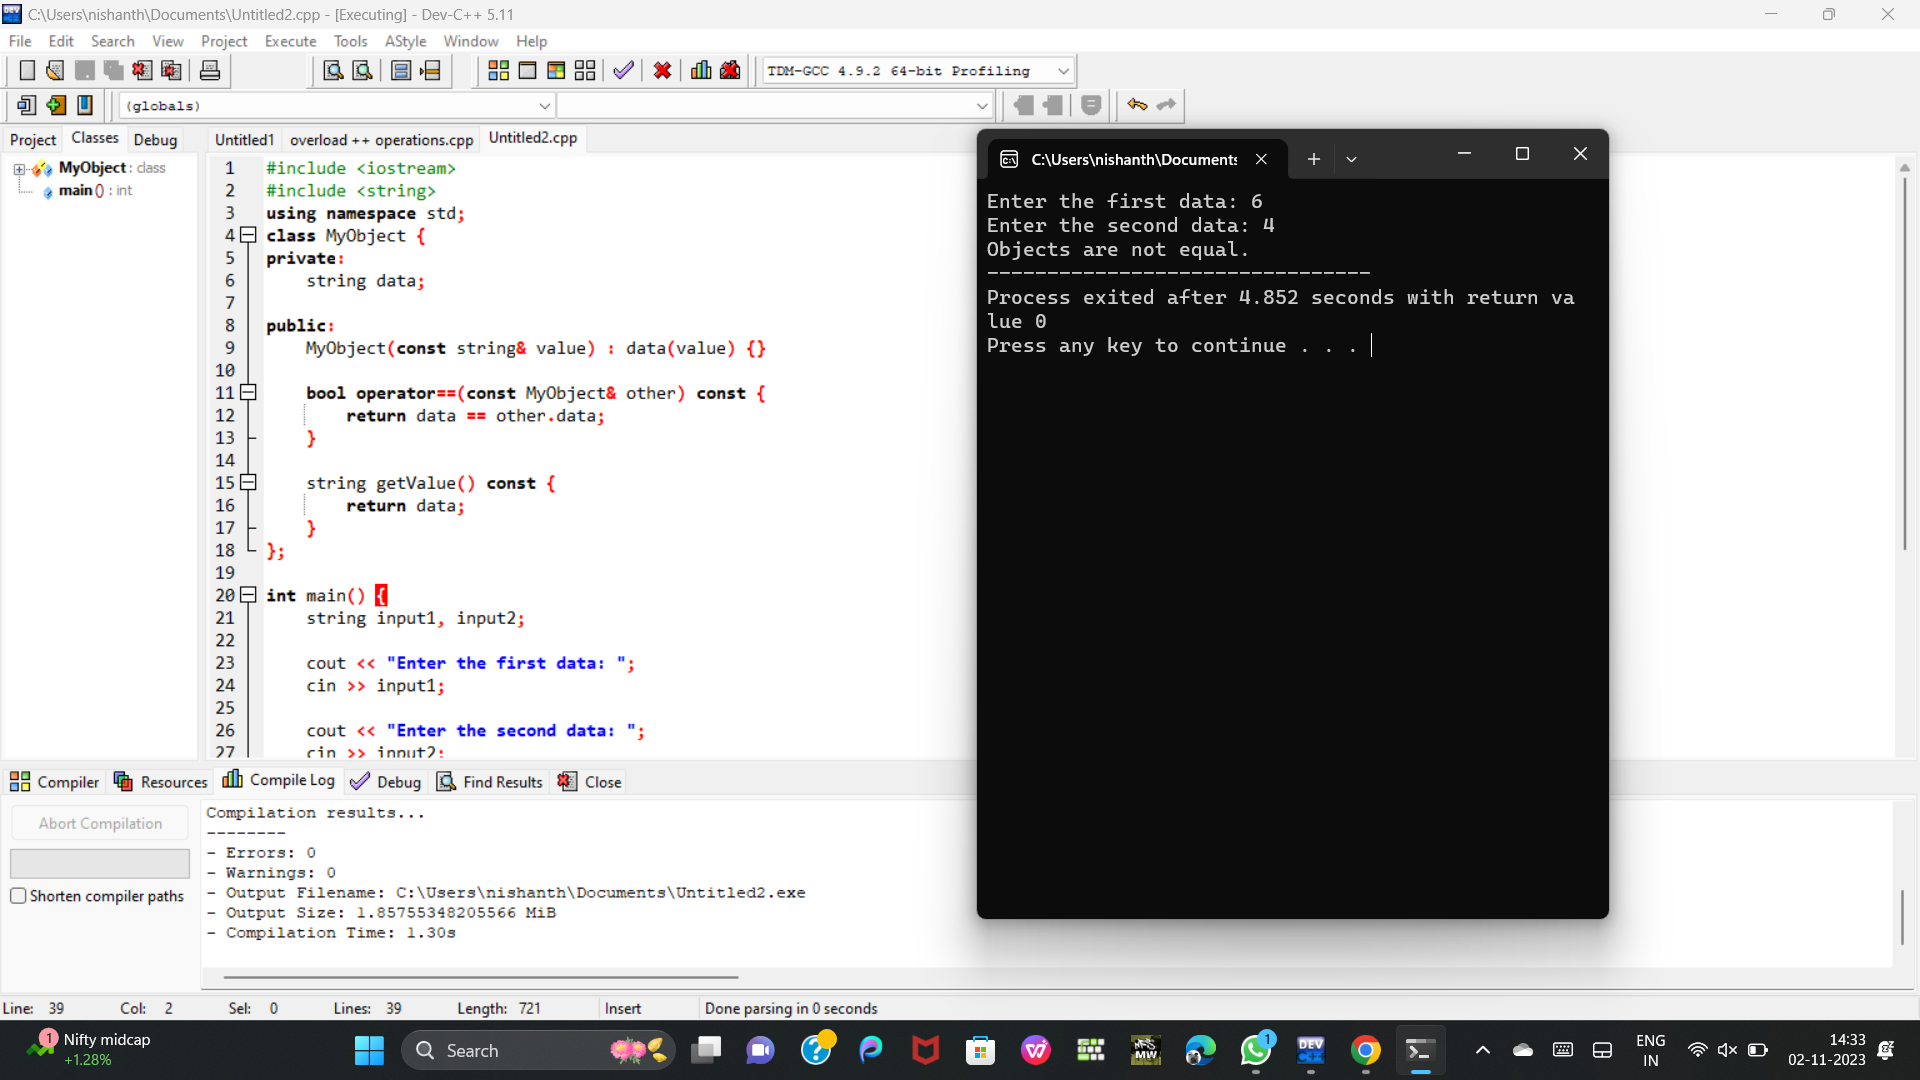 C:\Users\nishanth\Documents\Untitled2.cpp - [Executing] - Dev-C++ 5.11
File Edit Search View Project Execute Tools AStyle Window Help
TDM-GCC 4.9.2 64-bit Profiling
(globals)
Project Classes Debug
MyObject : class
main () : int
Untitled1 overload ++ operations.cpp Untitled2.cpp
1 #include <iostream>
2 #include <string>
3 using namespace std;
4 class MyObject {
5 private:
6 string data;
7
8 public:
9 MyObject(const string& value) : data(value) {}
10
11 bool operator==(const MyObject& other) const {
12 return data == other.data;
13 }
14
15 string getValue() const {
16 return data;
17 }
18 };
19
20 int main() {
21 string input1, input2;
22
23 cout << "Enter the first data: ";
24 cin >> input1;
25
26 cout << "Enter the second data: ";
27 cin >> input2;
C:\Users\nishanth\Documents
Enter the first data: 6
Enter the second data: 4
Objects are not equal.
--------------------------------
Process exited after 4.852 seconds with return va
lue 0
Press any key to continue . . .
Compiler Resources Compile Log Debug Find Results Close
Abort Compilation
Shorten compiler paths
Compilation results...
--------
- Errors: 0
- Warnings: 0
- Output Filename: C:\Users\nishanth\Documents\Untitled2.exe
- Output Size: 1.85755348205566 MiB
- Compilation Time: 1.30s
Line: 39 Col: 2 Sel: 0 Lines: 39 Length: 721 Insert Done parsing in 0 seconds
1 Nifty midcap
+1.28%
Search
MW
1
DEV
ENG
IN
14:33
02-11-2023